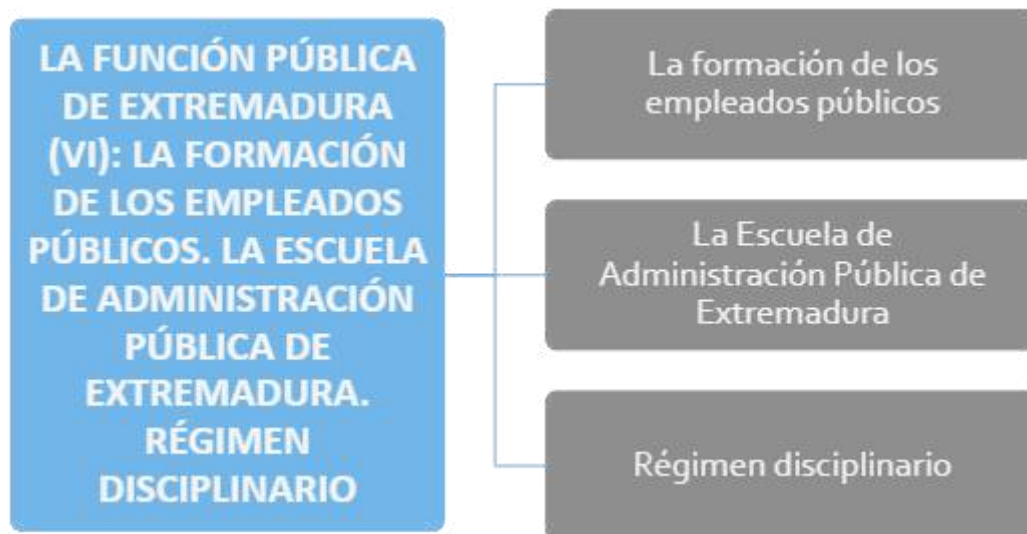 LA FUNCIÓN PÚBLICA
DE EXTREMADURA
(VI): LA FORMACIÓN
DE LOS EMPLEADOS
PÚBLICOS. LA ESCUELA
DE ADMINISTRACIÓN
PÚBLICA DE
EXTREMADURA.
RÉGIMEN
DISCIPLINARIO
La formación de los
empleados públicos
La Escuela de
Administración Pública de
Extremadura
Régimen disciplinario